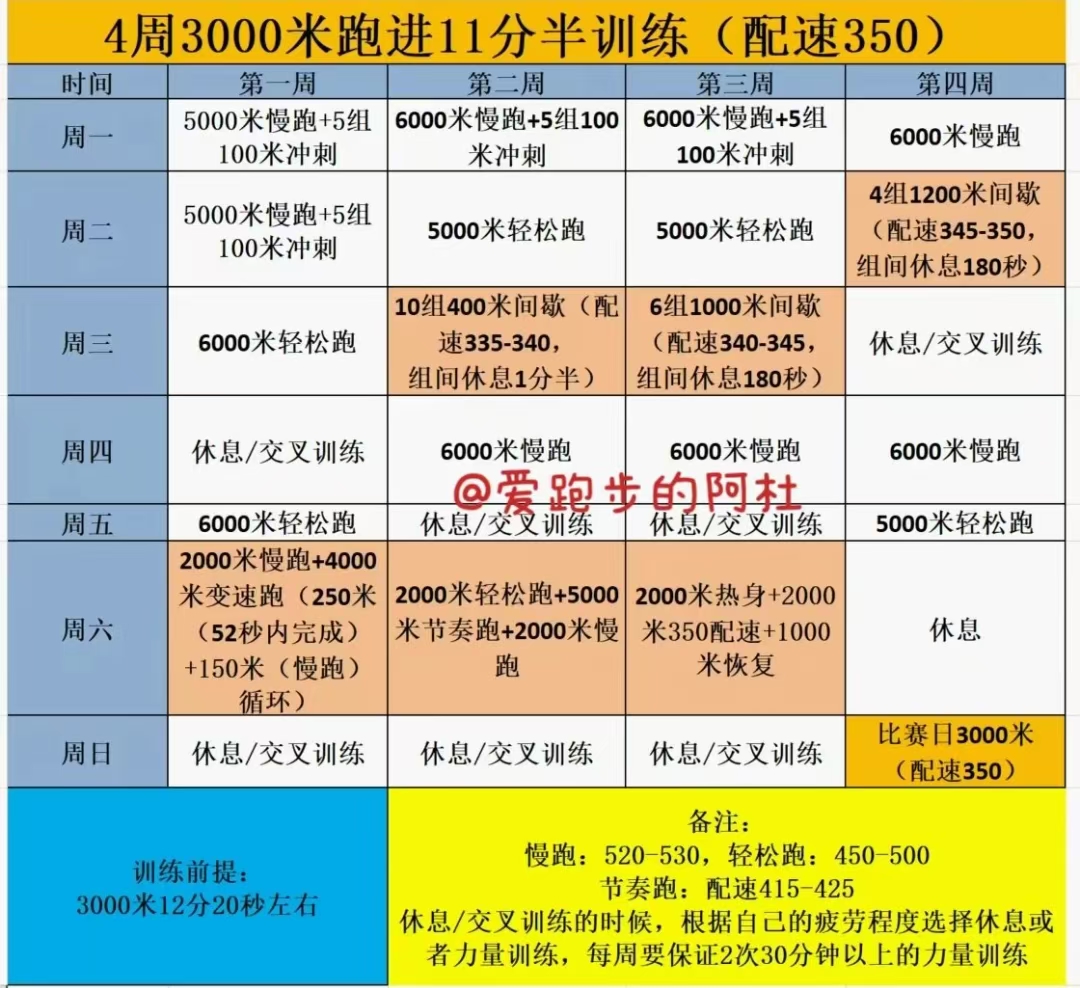 4周3000米跑进11分半训练（配速350）
时间
第一周
第二周
第三周
第四周
周一
5000米慢跑+5组
100米冲刺
6000米慢跑+5组100
米冲刺
6000米慢跑+5组
100米冲刺
6000米慢跑
周二
5000米慢跑+5组
100米冲刺
5000米轻松跑
5000米轻松跑
4组1200米间歇
（配速345-350，
组间休息180秒）
周三
6000米轻松跑
10组400米间歇（配
速335-340，
组间休息1分半）
6组1000米间歇
（配速340-345，
组间休息180秒）
休息/交叉训练
周四
休息/交叉训练
6000米慢跑
6000米慢跑
6000米慢跑
@爱跑步的阿杜
周五
6000米轻松跑
休息/交叉训练
休息/交叉训练
5000米轻松跑
周六
2000米慢跑+4000
米变速跑（250米
（52秒内完成）
+150米（慢跑）
循环）
2000米轻松跑+5000
米节奏跑+2000米慢
跑
2000米热身+2000
米350配速+1000
米恢复
休息
周日
休息/交叉训练
休息/交叉训练
休息/交叉训练
比赛日3000米
（配速350）
训练前提：
3000米12分20秒左右
备注：
慢跑：520-530，轻松跑：450-500
节奏跑：配速415-425
休息/交叉训练的时候，根据自己的疲劳程度选择休息或
者力量训练，每周要保证2次30分钟以上的力量训练